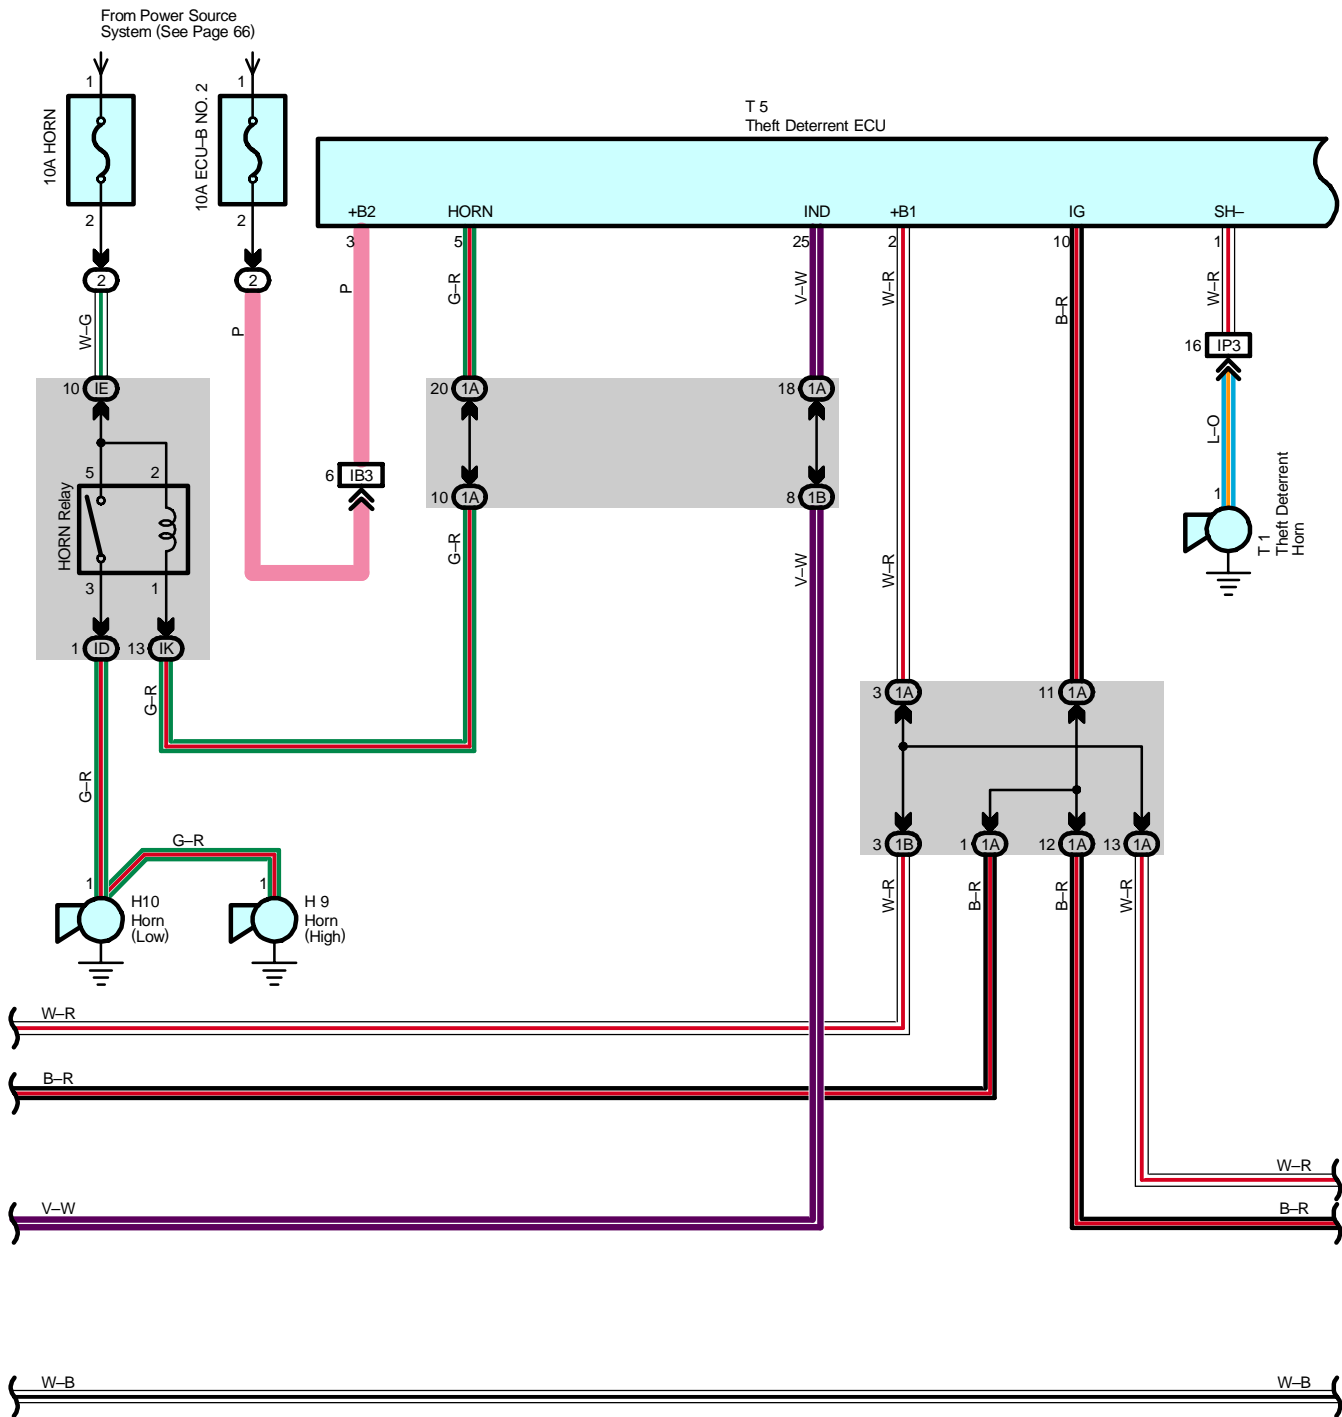 From Power Source
System (See Page 66)
1
1
10A HORN
10A ECU–B NO. 2
2
2
T 5
Theft Deterrent ECU
+B2
HORN
IND
+B1
IG
SH–
3
5
25
2
10
1
2
2
W–G
P
P
G–R
V–W
W–R
B–R
W–R
16 IP3
10 IE
20 1A
18 1A
L–O
5
2
HORN Relay
6 IB3
10 1A
8 1B
1
T 1
Theft Deterrent
Horn
3
1
G–R
V–W
W–R
1 ID
13 IK
G–R
3 1A
11 1A
G–R
G–R
3 1B
1 1A
12 1A
13 1A
W–R
B–R
B–R
W–R
1
1
H10
Horn
(Low)
H 9
Horn
(High)
W–R
B–R
W–R
V–W
B–R
W–B
W–B